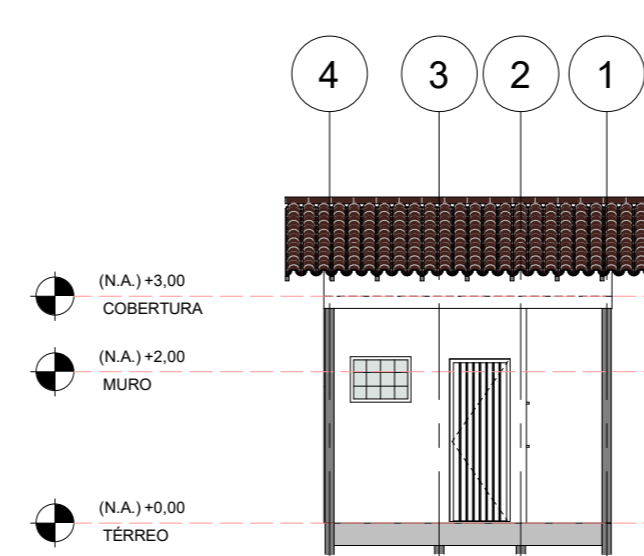 4 3 2 1
(N.A.) +3,00
COBERTURA
(N.A.) +2,00
MURO
(N.A.) +0,00
TÉRREO